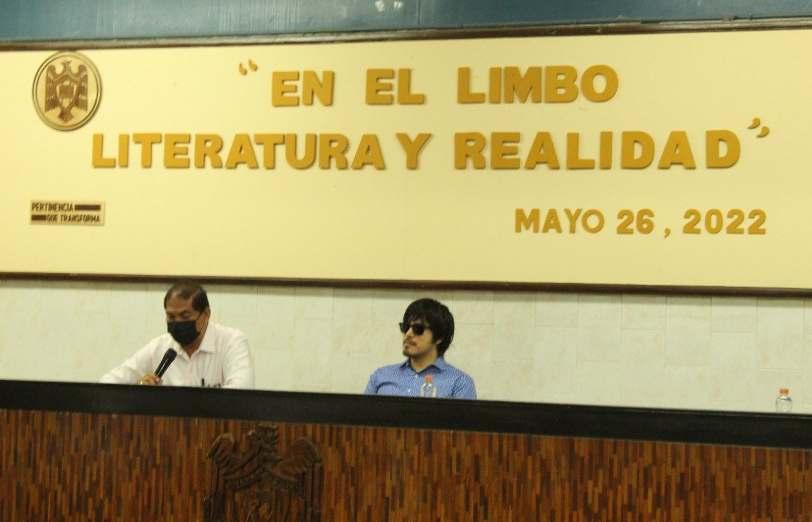 “EN EL LIMBO
LITERATURA Y REALIDAD”
PERTINENCIA
QUE TRANSFORMA
MAYO 26, 2022